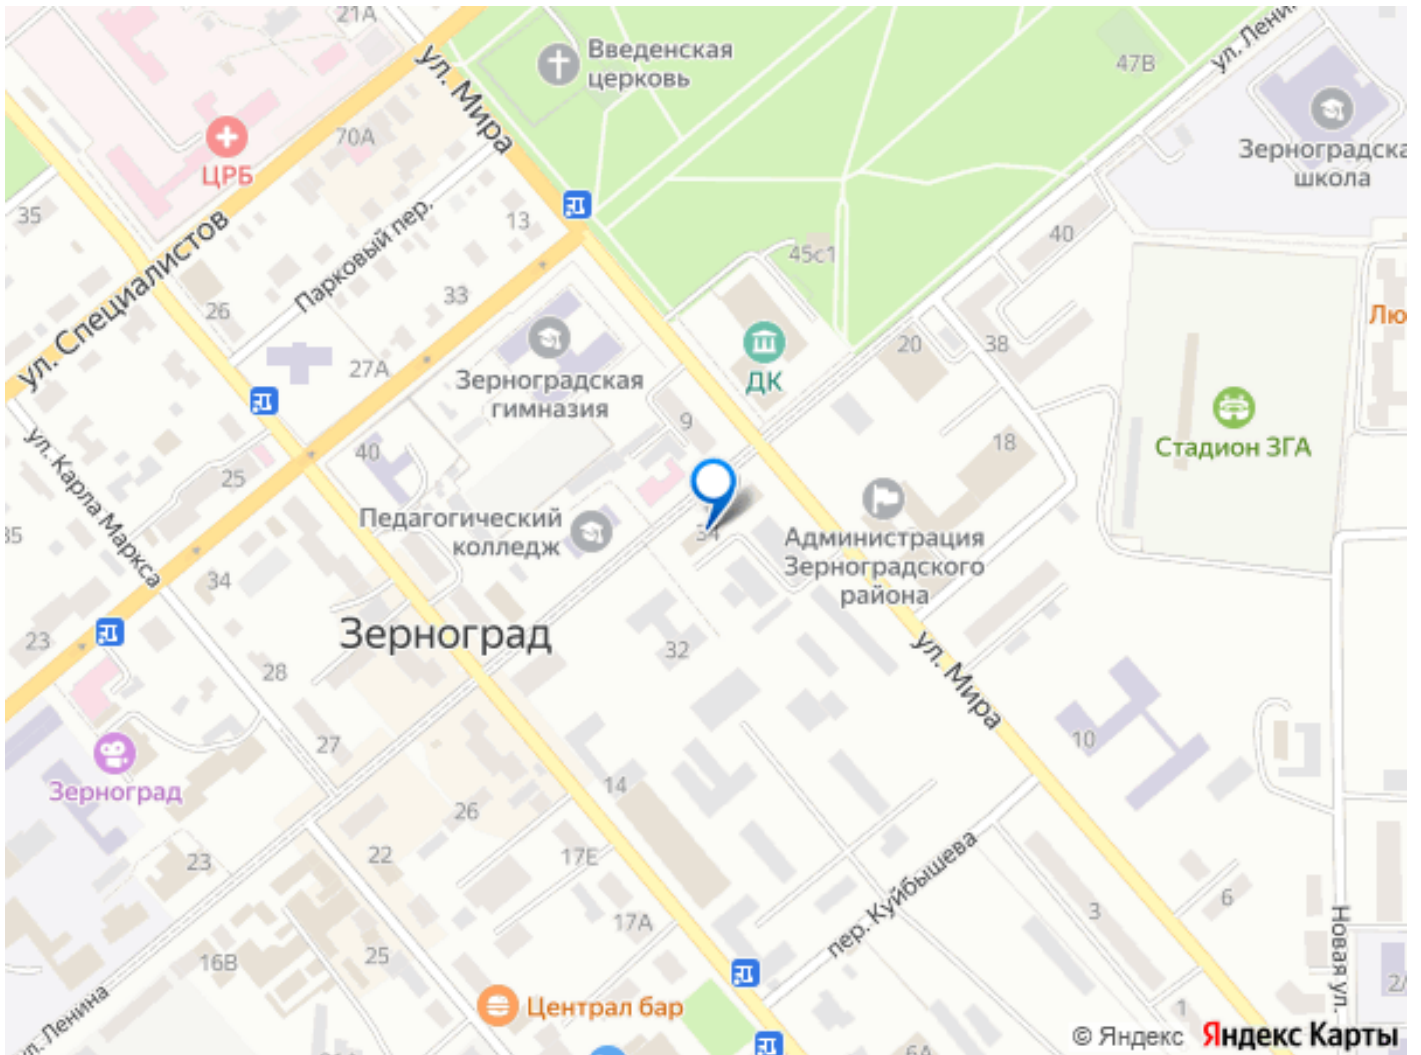 21А
ул. Мира
Введенская
церковь
47В
ул. Лени
Зерноградска
школа
70А
ЦРБ
35
Парковый пер.
13
ул. Специалистов
26
33
45с1
40
Лю
27А
Зерноградская
гимназия
ДК
20
38
9
18
Стадион ЗГА
ул. Карла Маркса
40
25
Педагогический
колледж
34
Администрация
Зерноградского
района
35
34
23
Зерноград
28
32
ул. Мира
27
10
Зерноград
14
26
22
23
17Е
пер. Куйбышева
3
6
17А
Новая ул.
16В
25
2/
ул. Ленина
Централ бар
1
6А
© Яндекс Яндекс Карты